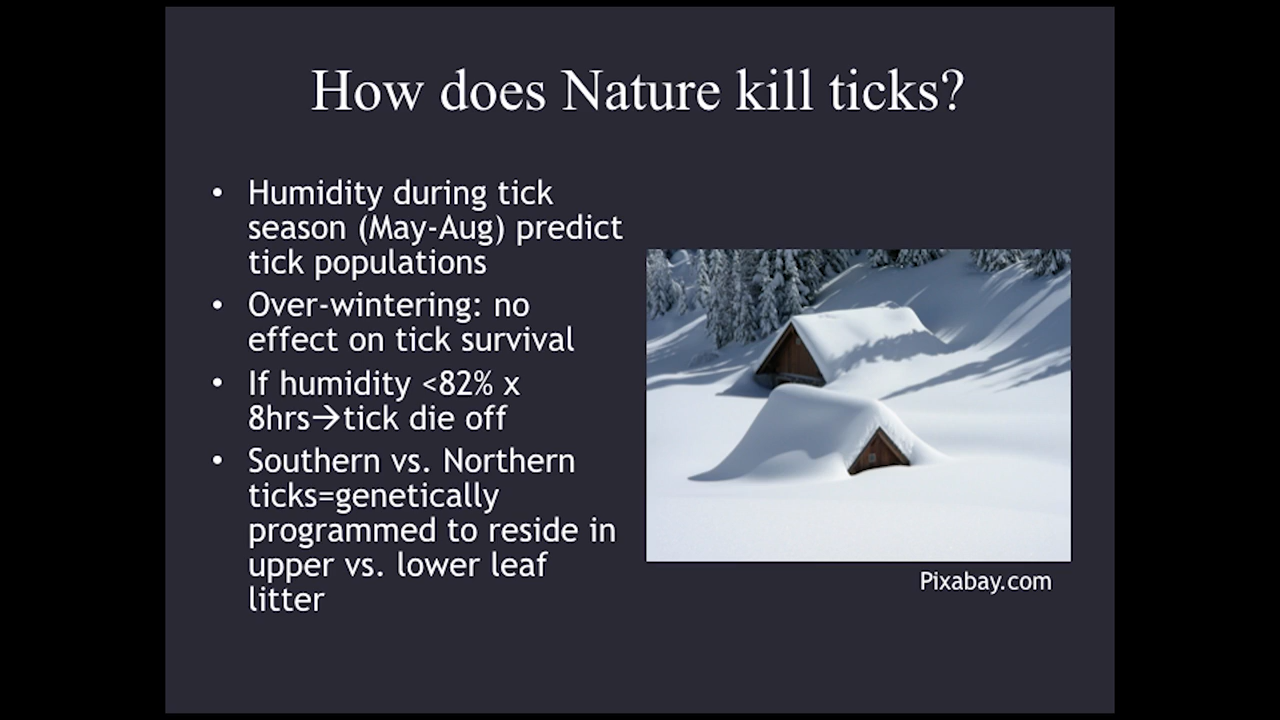 How does Nature kill ticks?
• Humidity during tick
season (May-Aug) predict
tick populations
• Over-wintering: no
effect on tick survival
• If humidity <82% x
8hrs→tick die off
• Southern vs. Northern
ticks=genetically
programmed to reside in
upper vs. lower leaf
litter
Pixabay.com